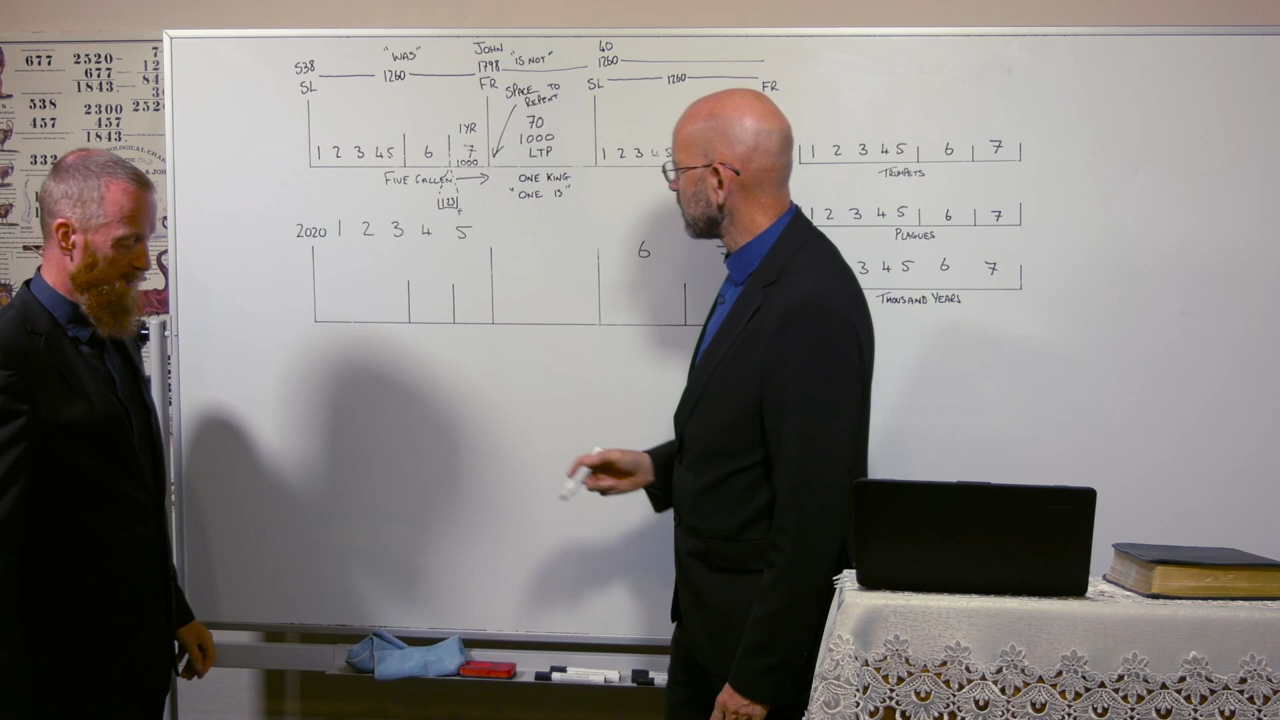 677 2520
677
1843
538
457
2300
457
1843
2520
"WAS" JOHN "IS NOT" 40
538 1260 1798 1260
SL FR SL 1260 FR
SPACE TO
REPENT
70
1000
LTP
1YR
1 2 3 4 5 6 7 1 2 3 4 5
1000
FIVE FALLEN
ONE KING
"ONE IS"
123
1 2 3 4 5 6 7
TRUMPETS
1 2 3 4 5 6 7
PLAGUES
3 4 5 6 7
THOUSAND YEARS
2020 1 2 3 4 5
6